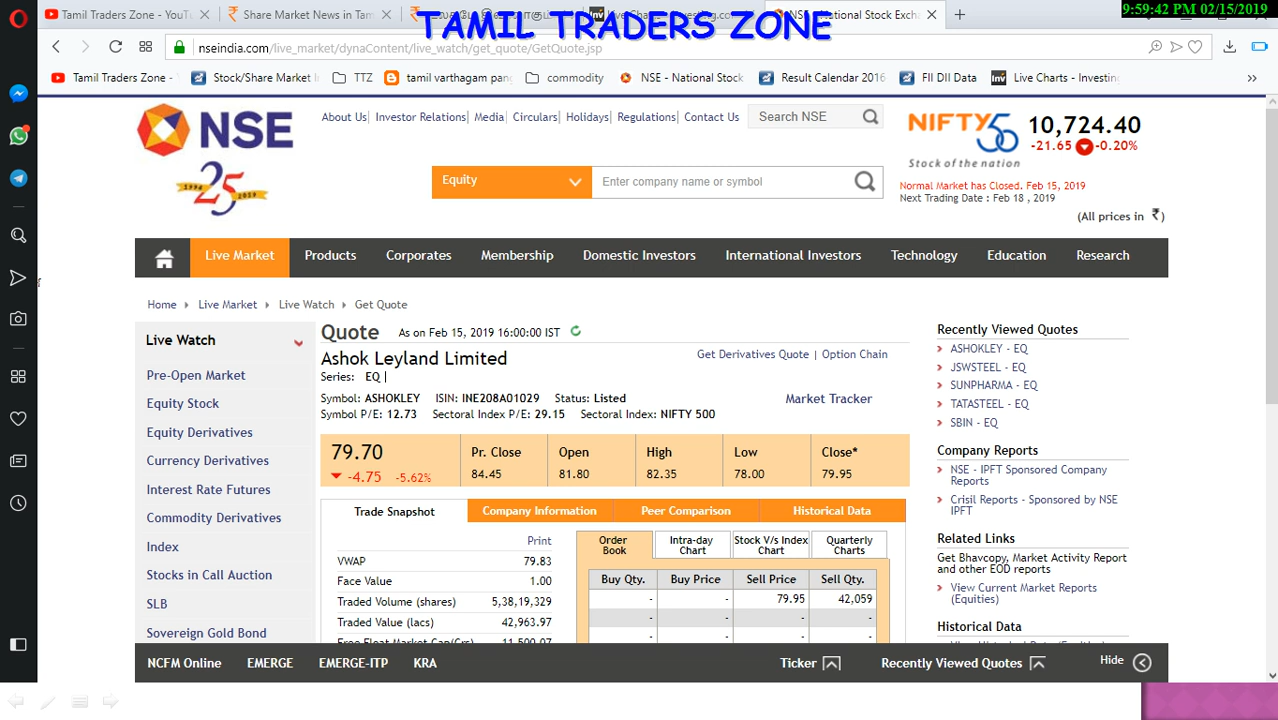 Tamil Traders Zone - YouT
Share Market News in Tam
TAMIL TRADERS ZONE
National Stock Excha
9:59:42 PM 02/15/2019
nseindia.com/live_market/dynaContent/live_watch/get_quote/GetQuote.jsp
Tamil Traders Zone -
Stock/Share Market I
TTZ
tamil varthagam pang
commodity
NSE - National Stock
Result Calendar 2016
FII DII Data
Live Charts - Investin
NSE
1994 25 2019
About Us
Investor Relations
Media
Circulars
Holidays
Regulations
Contact Us
Search NSE
Equity
Enter company name or symbol
NIFTY 50
Stock of the nation
10,724.40
-21.65 -0.20%
Normal Market has Closed. Feb 15, 2019
Next Trading Date : Feb 18 , 2019
(All prices in ₹)
Live Market
Products
Corporates
Membership
Domestic Investors
International Investors
Technology
Education
Research
Home
Live Market
Live Watch
Get Quote
Live Watch
Pre-Open Market
Equity Stock
Equity Derivatives
Currency Derivatives
Interest Rate Futures
Commodity Derivatives
Index
Stocks in Call Auction
SLB
Sovereign Gold Bond
Quote As on Feb 15, 2019 16:00:00 IST
Ashok Leyland Limited
Get Derivatives Quote | Option Chain
Series: EQ |
Symbol: ASHOKLEY ISIN: INE208A01029 Status: Listed
Market Tracker
Symbol P/E: 12.73 Sectoral Index P/E: 29.15 Sectoral Index: NIFTY 500
79.70
-4.75 -5.62%
Pr. Close
84.45
Open
81.80
High
82.35
Low
78.00
Close*
79.95
Trade Snapshot
Company Information
Peer Comparison
Historical Data
Print
VWAP 79.83
Face Value 1.00
Traded Volume (shares) 5,38,19,329
Traded Value (lacs) 42,963.97
Free Float Market Cap(Crs) 11,500.07
Order Book
Intra-day Chart
Stock V/s Index Chart
Quarterly Charts
Buy Qty. Buy Price Sell Price Sell Qty.
- - 79.95 42,059
- - - -
- - - -
Recently Viewed Quotes
ASHOKLEY - EQ
JSWSTEEL - EQ
SUNPHARMA - EQ
TATASTEEL - EQ
SBIN - EQ
Company Reports
NSE - IPFT Sponsored Company
Reports
Crisil Reports - Sponsored by NSE
IPFT
Related Links
Get Bhavcopy, Market Activity Report
and other EOD reports
View Current Market Reports
(Equities)
Historical Data
NCFM Online
EMERGE
EMERGE-ITP
KRA
Ticker
Recently Viewed Quotes
Hide